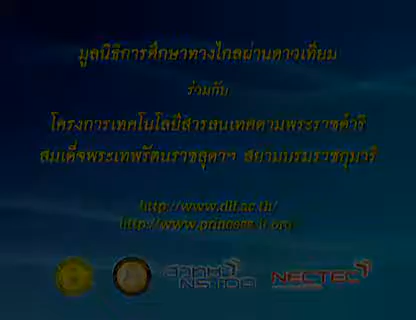 มูลนิธิการศึกษาทางไกลผ่านดาวเทียม
ร่วมกับ
โครงการเทคโนโลยีสารสนเทศตามพระราชดำริ
สมเด็จพระเทพรัตนราชสุดาฯ สยามบรมราชกุมารี
http://www.dlf.ac.th/
http://www.princess-it.org/
สวทช
NSTDA
NECTEC